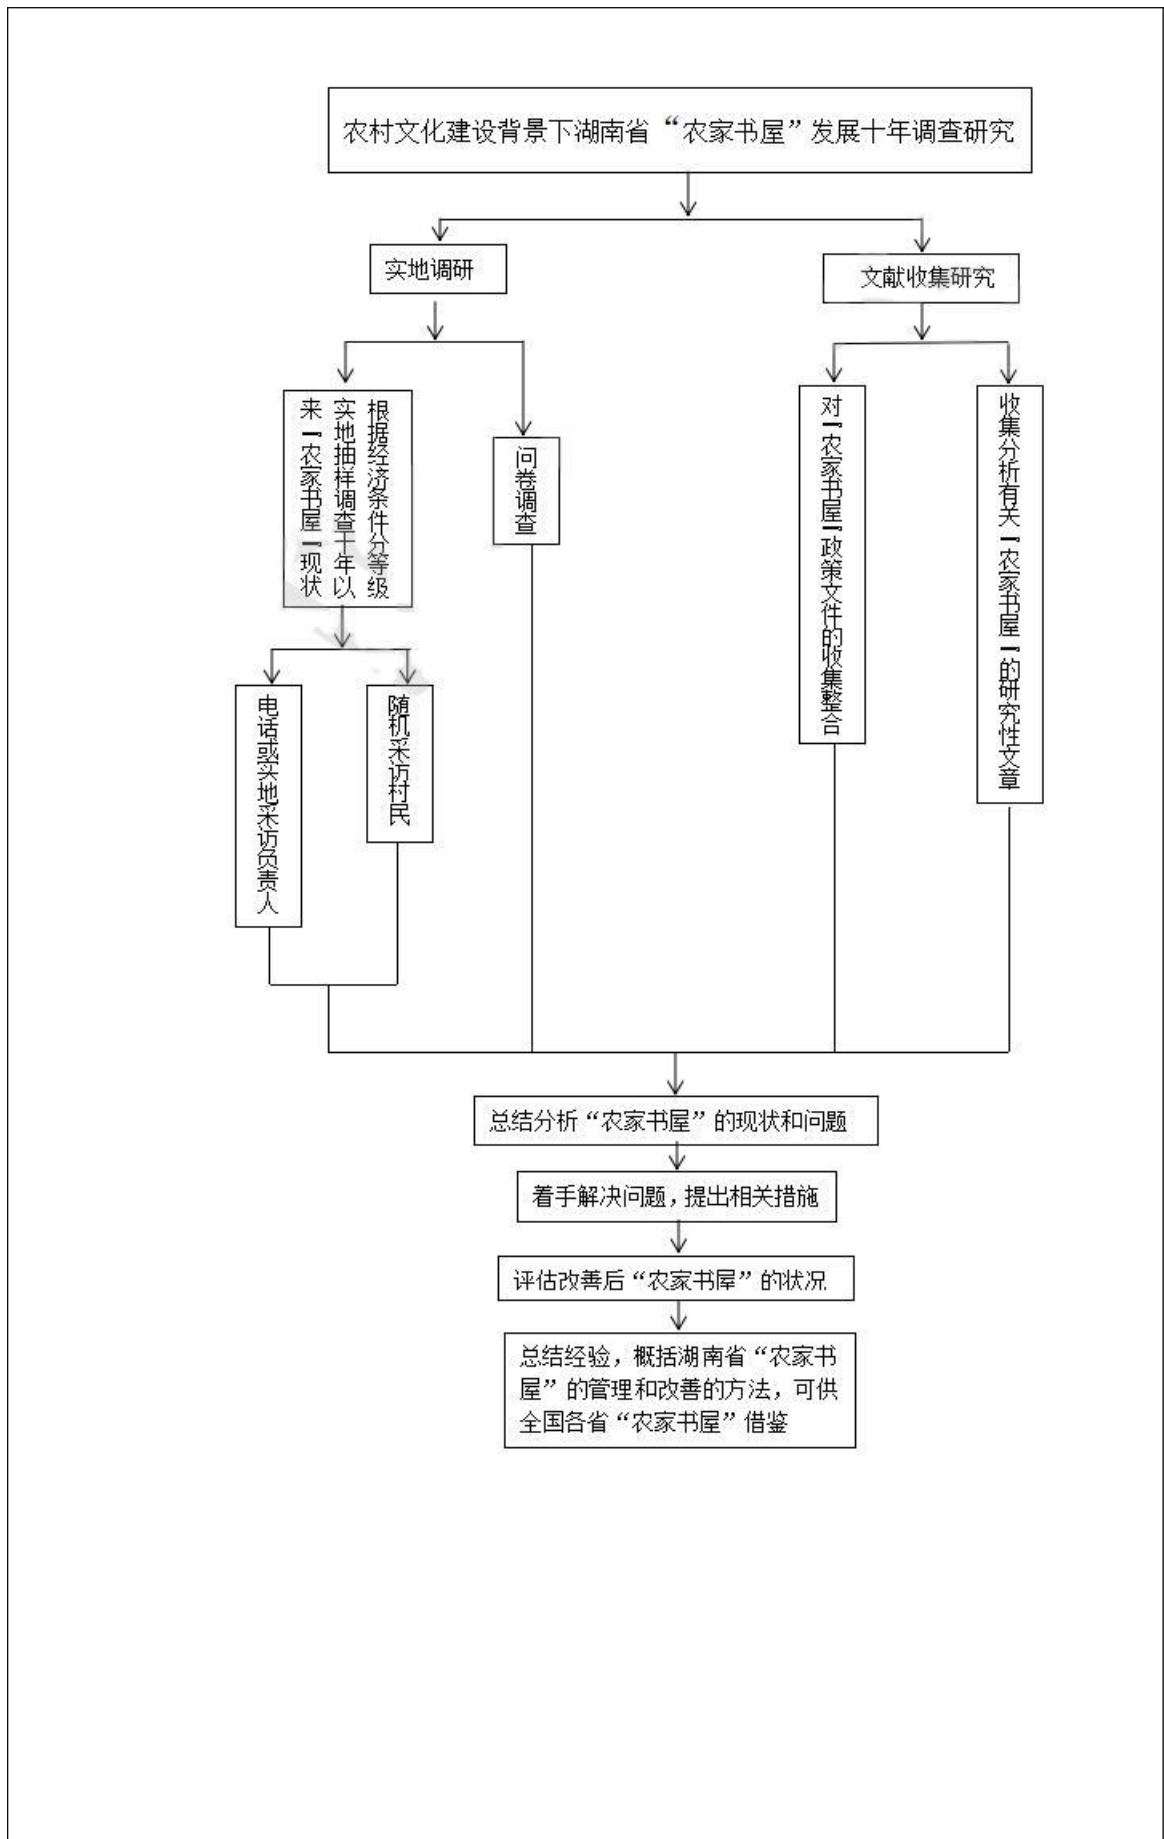 农村文化建设背景下湖南省“农家书屋”发展十年调查研究
实地调研
文献收集研究
根据经济条件分等级
实地抽样调查十年以
来『农家书屋』现状
问卷调查
对『农家书屋』政策文件的收集整合
收集分析有关『农家书屋』的研究性文章
电话或实地采访负责人
随机采访村民
总结分析“农家书屋”的现状和问题
着手解决问题，提出相关措施
评估改善后“农家书屋”的状况
总结经验，概括湖南省“农家书
屋”的管理和改善的方法，可供
全国各省“农家书屋”借鉴